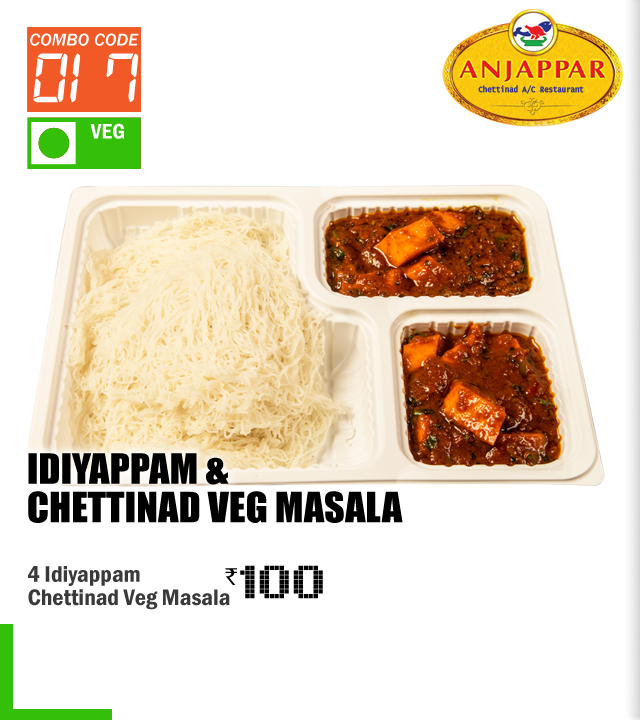 COMBO CODE
017
VEG
ANJAPPAR
Chettinad A/C Restaurant
IDIYAPPAM &
CHETTINAD VEG MASALA
4 Idiyappam
Chettinad Veg Masala
₹100